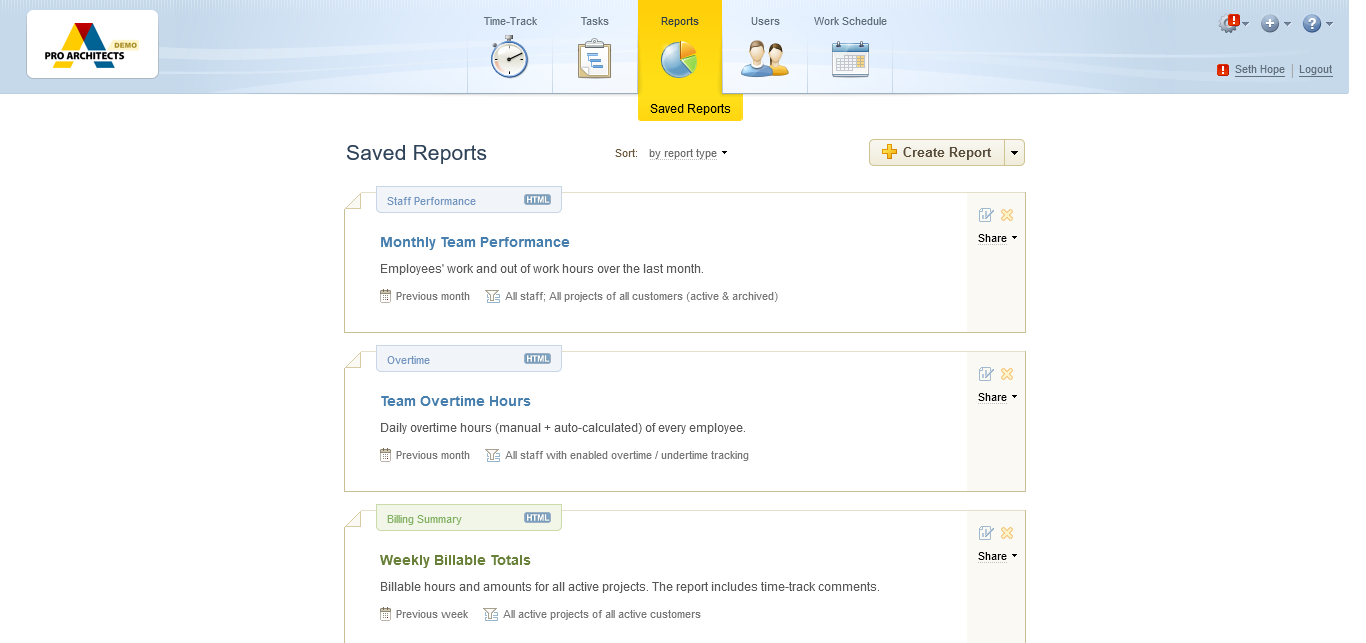 PRO ARCHITECTS DEMO
Time-Track Tasks Reports Users Work Schedule
Seth Hope Logout
Saved Reports
Saved Reports Sort: by report type Create Report
Staff Performance HTML
Monthly Team Performance
Share
Employees' work and out of work hours over the last month.
Previous month All staff; All projects of all customers (active & archived)
Overtime HTML
Team Overtime Hours
Share
Daily overtime hours (manual + auto-calculated) of every employee.
Previous month All staff with enabled overtime / undertime tracking
Billing Summary HTML
Weekly Billable Totals
Share
Billable hours and amounts for all active projects. The report includes time-track comments.
Previous week All active projects of all active customers